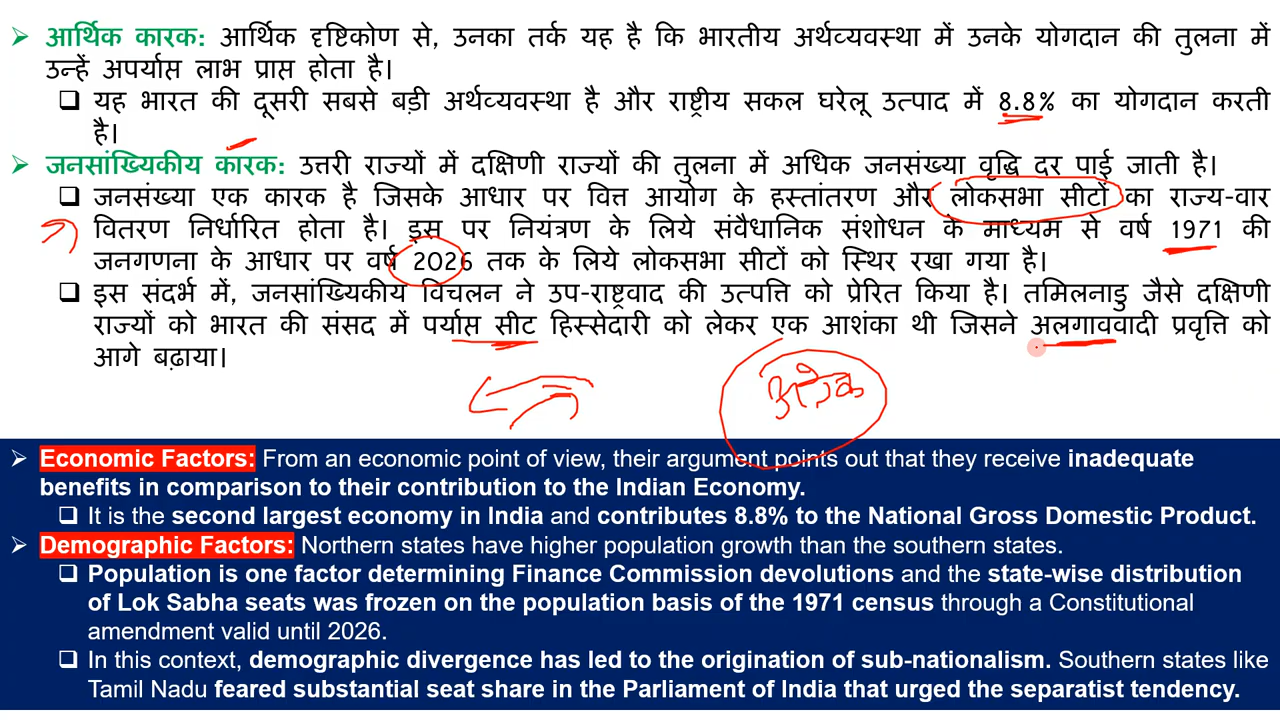 ➢ आर्थिक कारक: आर्थिक दृष्टिकोण से, उनका तर्क यह है कि भारतीय अर्थव्यवस्था में उनके योगदान की तुलना में
उन्हें अपर्याप्त लाभ प्राप्त होता है।
❑ यह भारत की दूसरी सबसे बड़ी अर्थव्यवस्था है और राष्ट्रीय सकल घरेलू उत्पाद में 8.8% का योगदान करती
है।
➢ जनसांख्यिकीय कारक: उत्तरी राज्यों में दक्षिणी राज्यों की तुलना में अधिक जनसंख्या वृद्धि दर पाई जाती है।
❑ जनसंख्या एक कारक है जिसके आधार पर वित्त आयोग के हस्तांतरण और लोकसभा सीटों का राज्य-वार
वितरण निर्धारित होता है। इस पर नियंत्रण के लिये संवैधानिक संशोधन के माध्यम से वर्ष 1971 की
जनगणना के आधार पर वर्ष 2026 तक के लिये लोकसभा सीटों को स्थिर रखा गया है।
❑ इस संदर्भ में, जनसांख्यिकीय विचलन ने उप-राष्ट्रवाद की उत्पत्ति को प्रेरित किया है। तमिलनाडु जैसे दक्षिणी
राज्यों को भारत की संसद में पर्याप्त सीट हिस्सेदारी को लेकर एक आशंका थी जिसने अलगाववादी प्रवृत्ति को
आगे बढ़ाया।
➢ Economic Factors: From an economic point of view, their argument points out that they receive inadequate
benefits in comparison to their contribution to the Indian Economy.
❑ It is the second largest economy in India and contributes 8.8% to the National Gross Domestic Product.
➢ Demographic Factors: Northern states have higher population growth than the southern states.
❑ Population is one factor determining Finance Commission devolutions and the state-wise distribution
of Lok Sabha seats was frozen on the population basis of the 1971 census through a Constitutional
amendment valid until 2026.
❑ In this context, demographic divergence has led to the origination of sub-nationalism. Southern states like
Tamil Nadu feared substantial seat share in the Parliament of India that urged the separatist tendency.